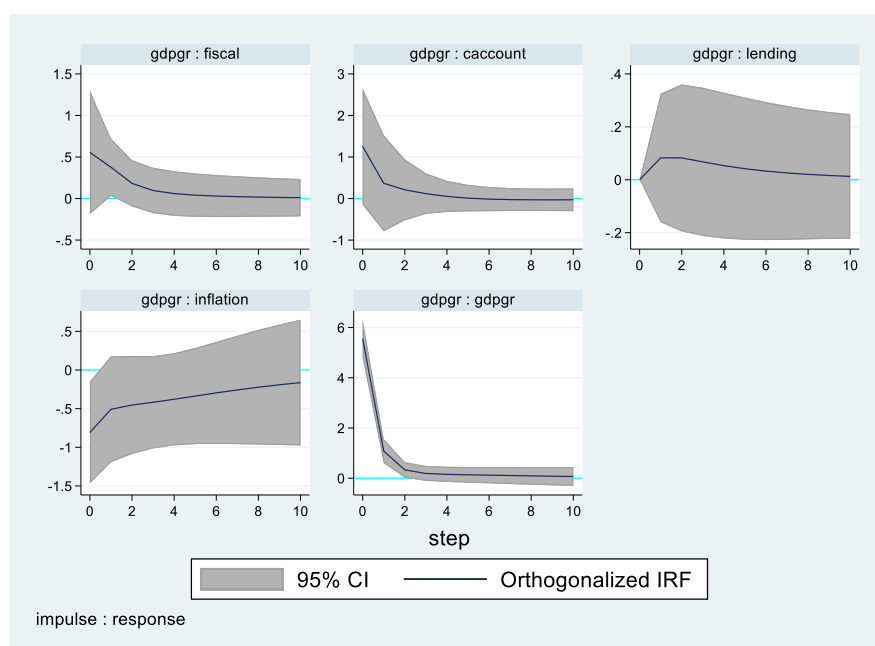 gdpgr : fiscal
gdpgr : caccount
gdpgr : lending
1.5
1
.5
0
-.5
3
2
1
0
-1
.4
.2
0
-.2
0 2 4 6 8 10
0 2 4 6 8 10
0 2 4 6 8 10
gdpgr : inflation
gdpgr : gdpgr
.5
0
-.5
-1
-1.5
6
4
2
0
0 2 4 6 8 10
0 2 4 6 8 10
step
95% CI
Orthogonalized IRF
impulse : response